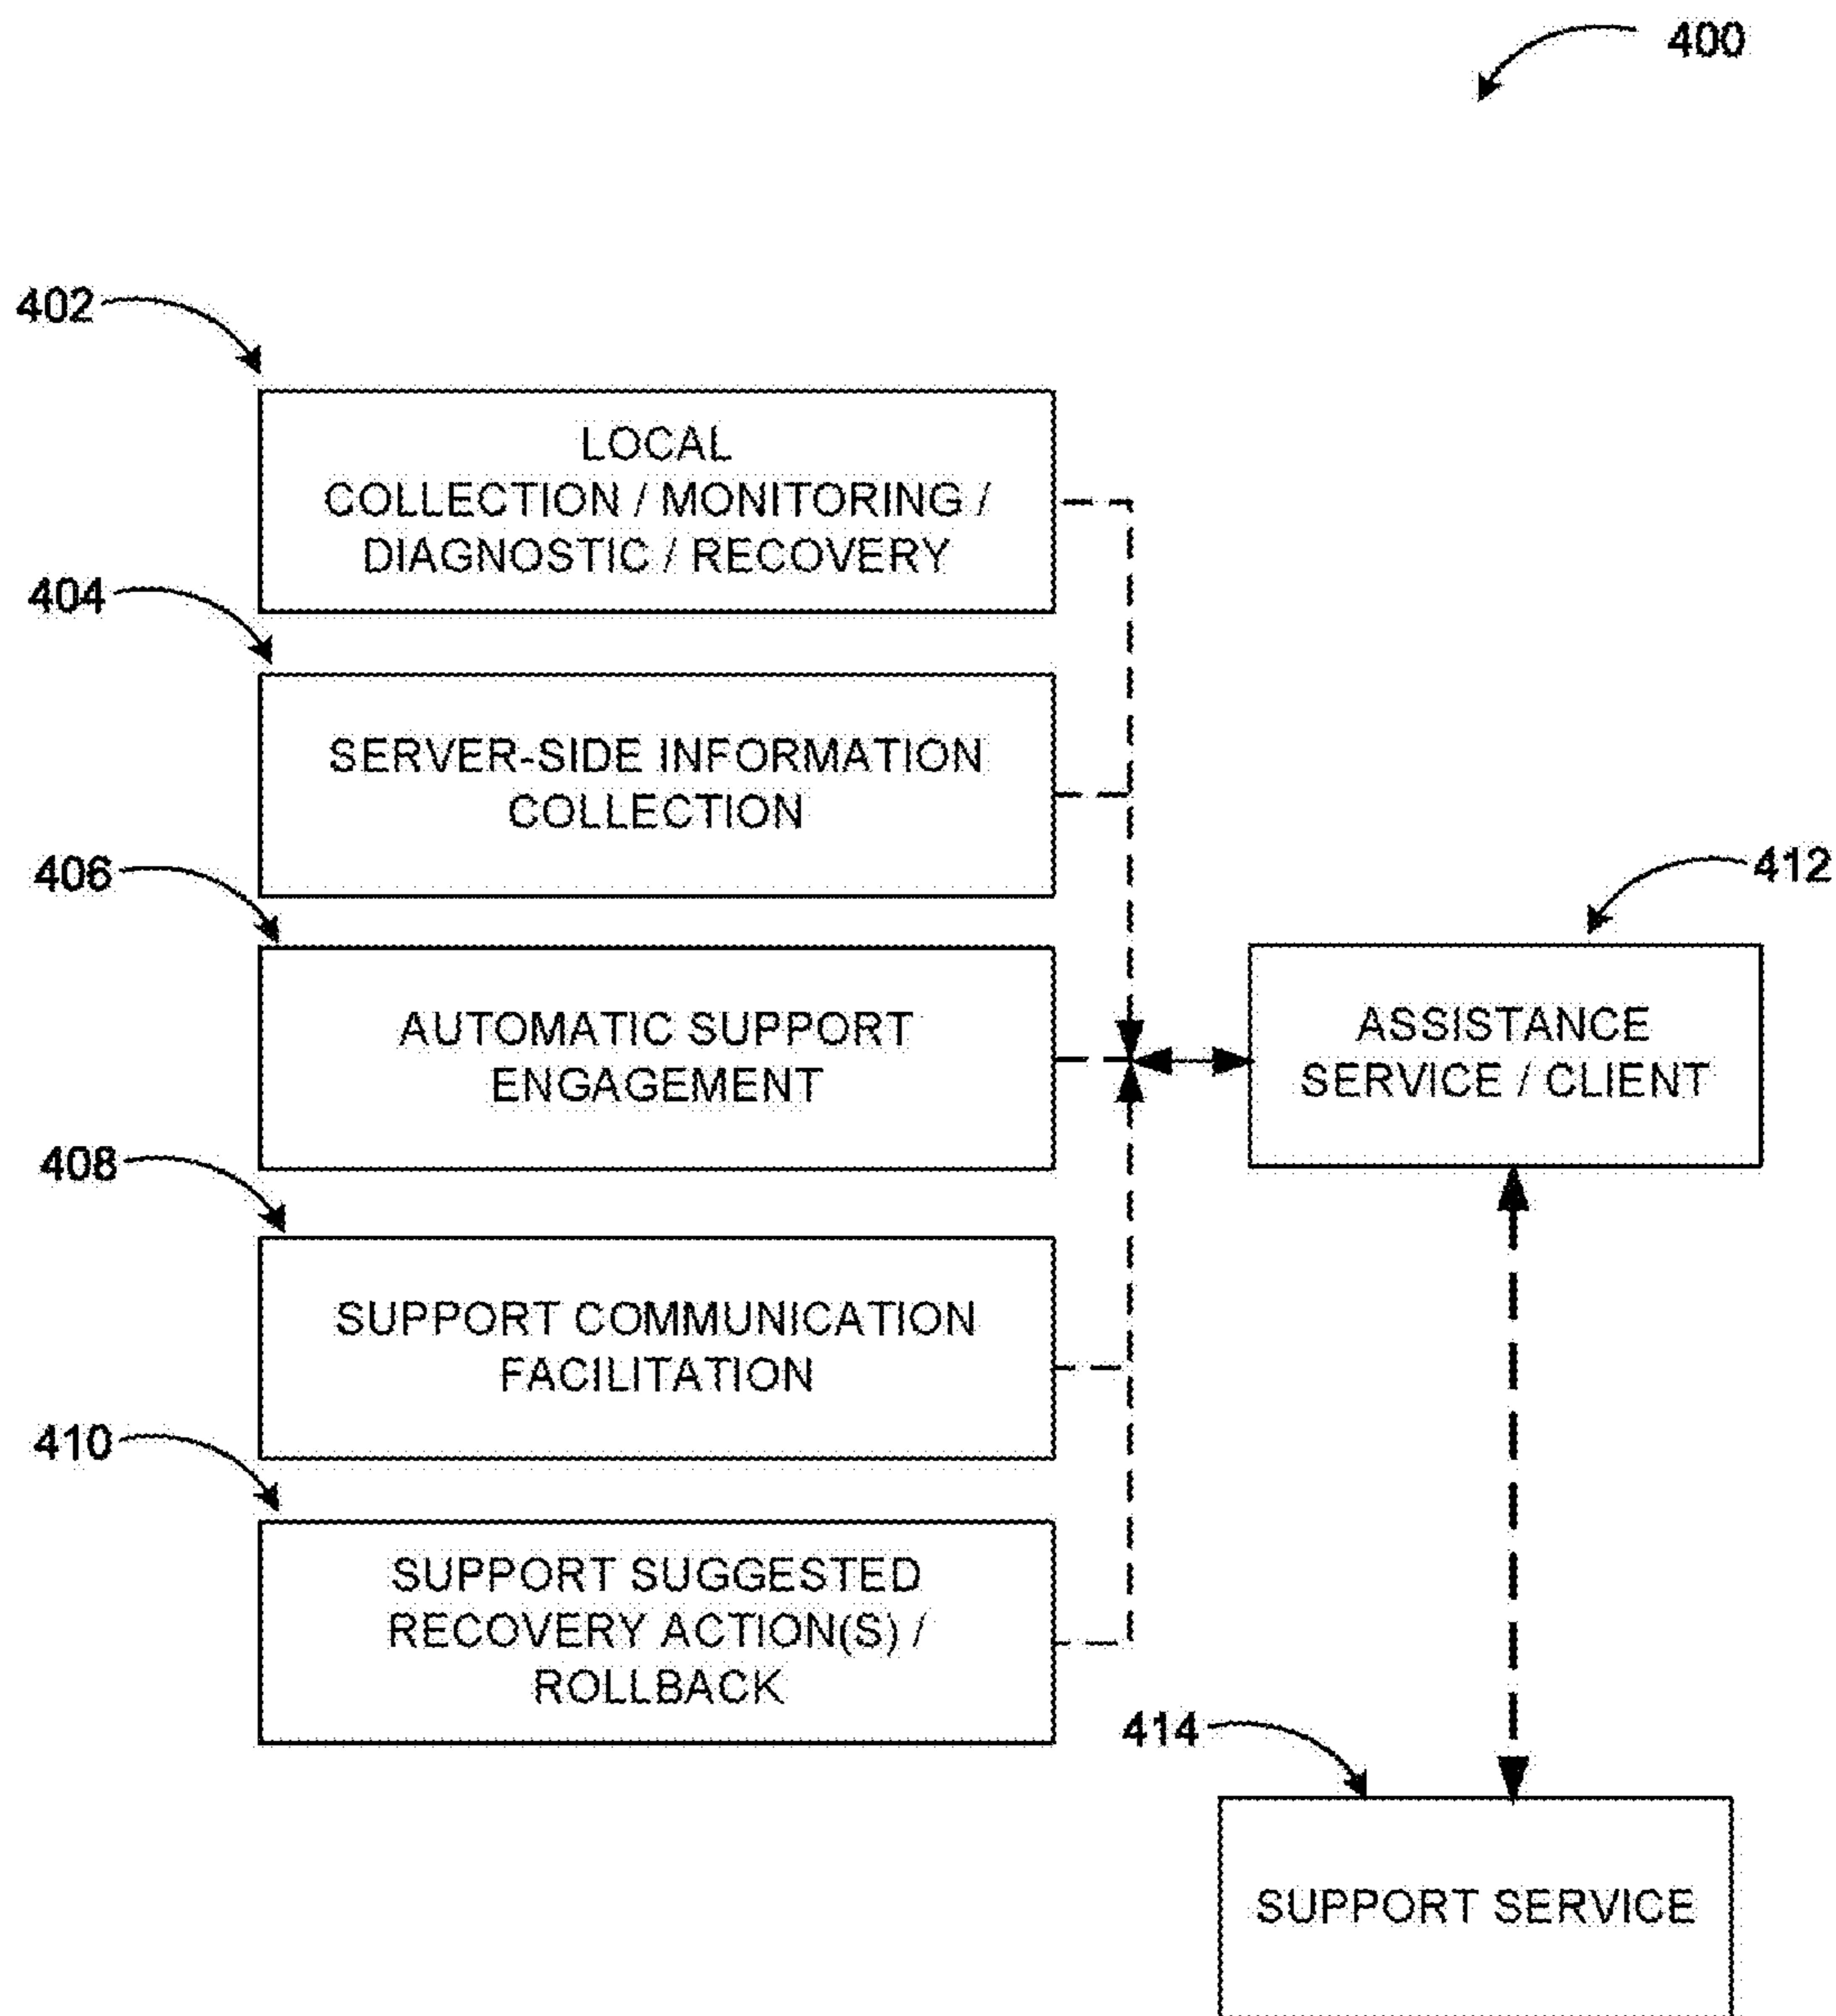 400
402
LOCAL
COLLECTION / MONITORING /
DIAGNOSTIC / RECOVERY
404
SERVER-SIDE INFORMATION
COLLECTION
406
AUTOMATIC SUPPORT
ENGAGEMENT
412
ASSISTANCE
SERVICE / CLIENT
408
SUPPORT COMMUNICATION
FACILITATION
410
SUPPORT SUGGESTED
RECOVERY ACTION(S) /
ROLLBACK
414
SUPPORT SERVICE